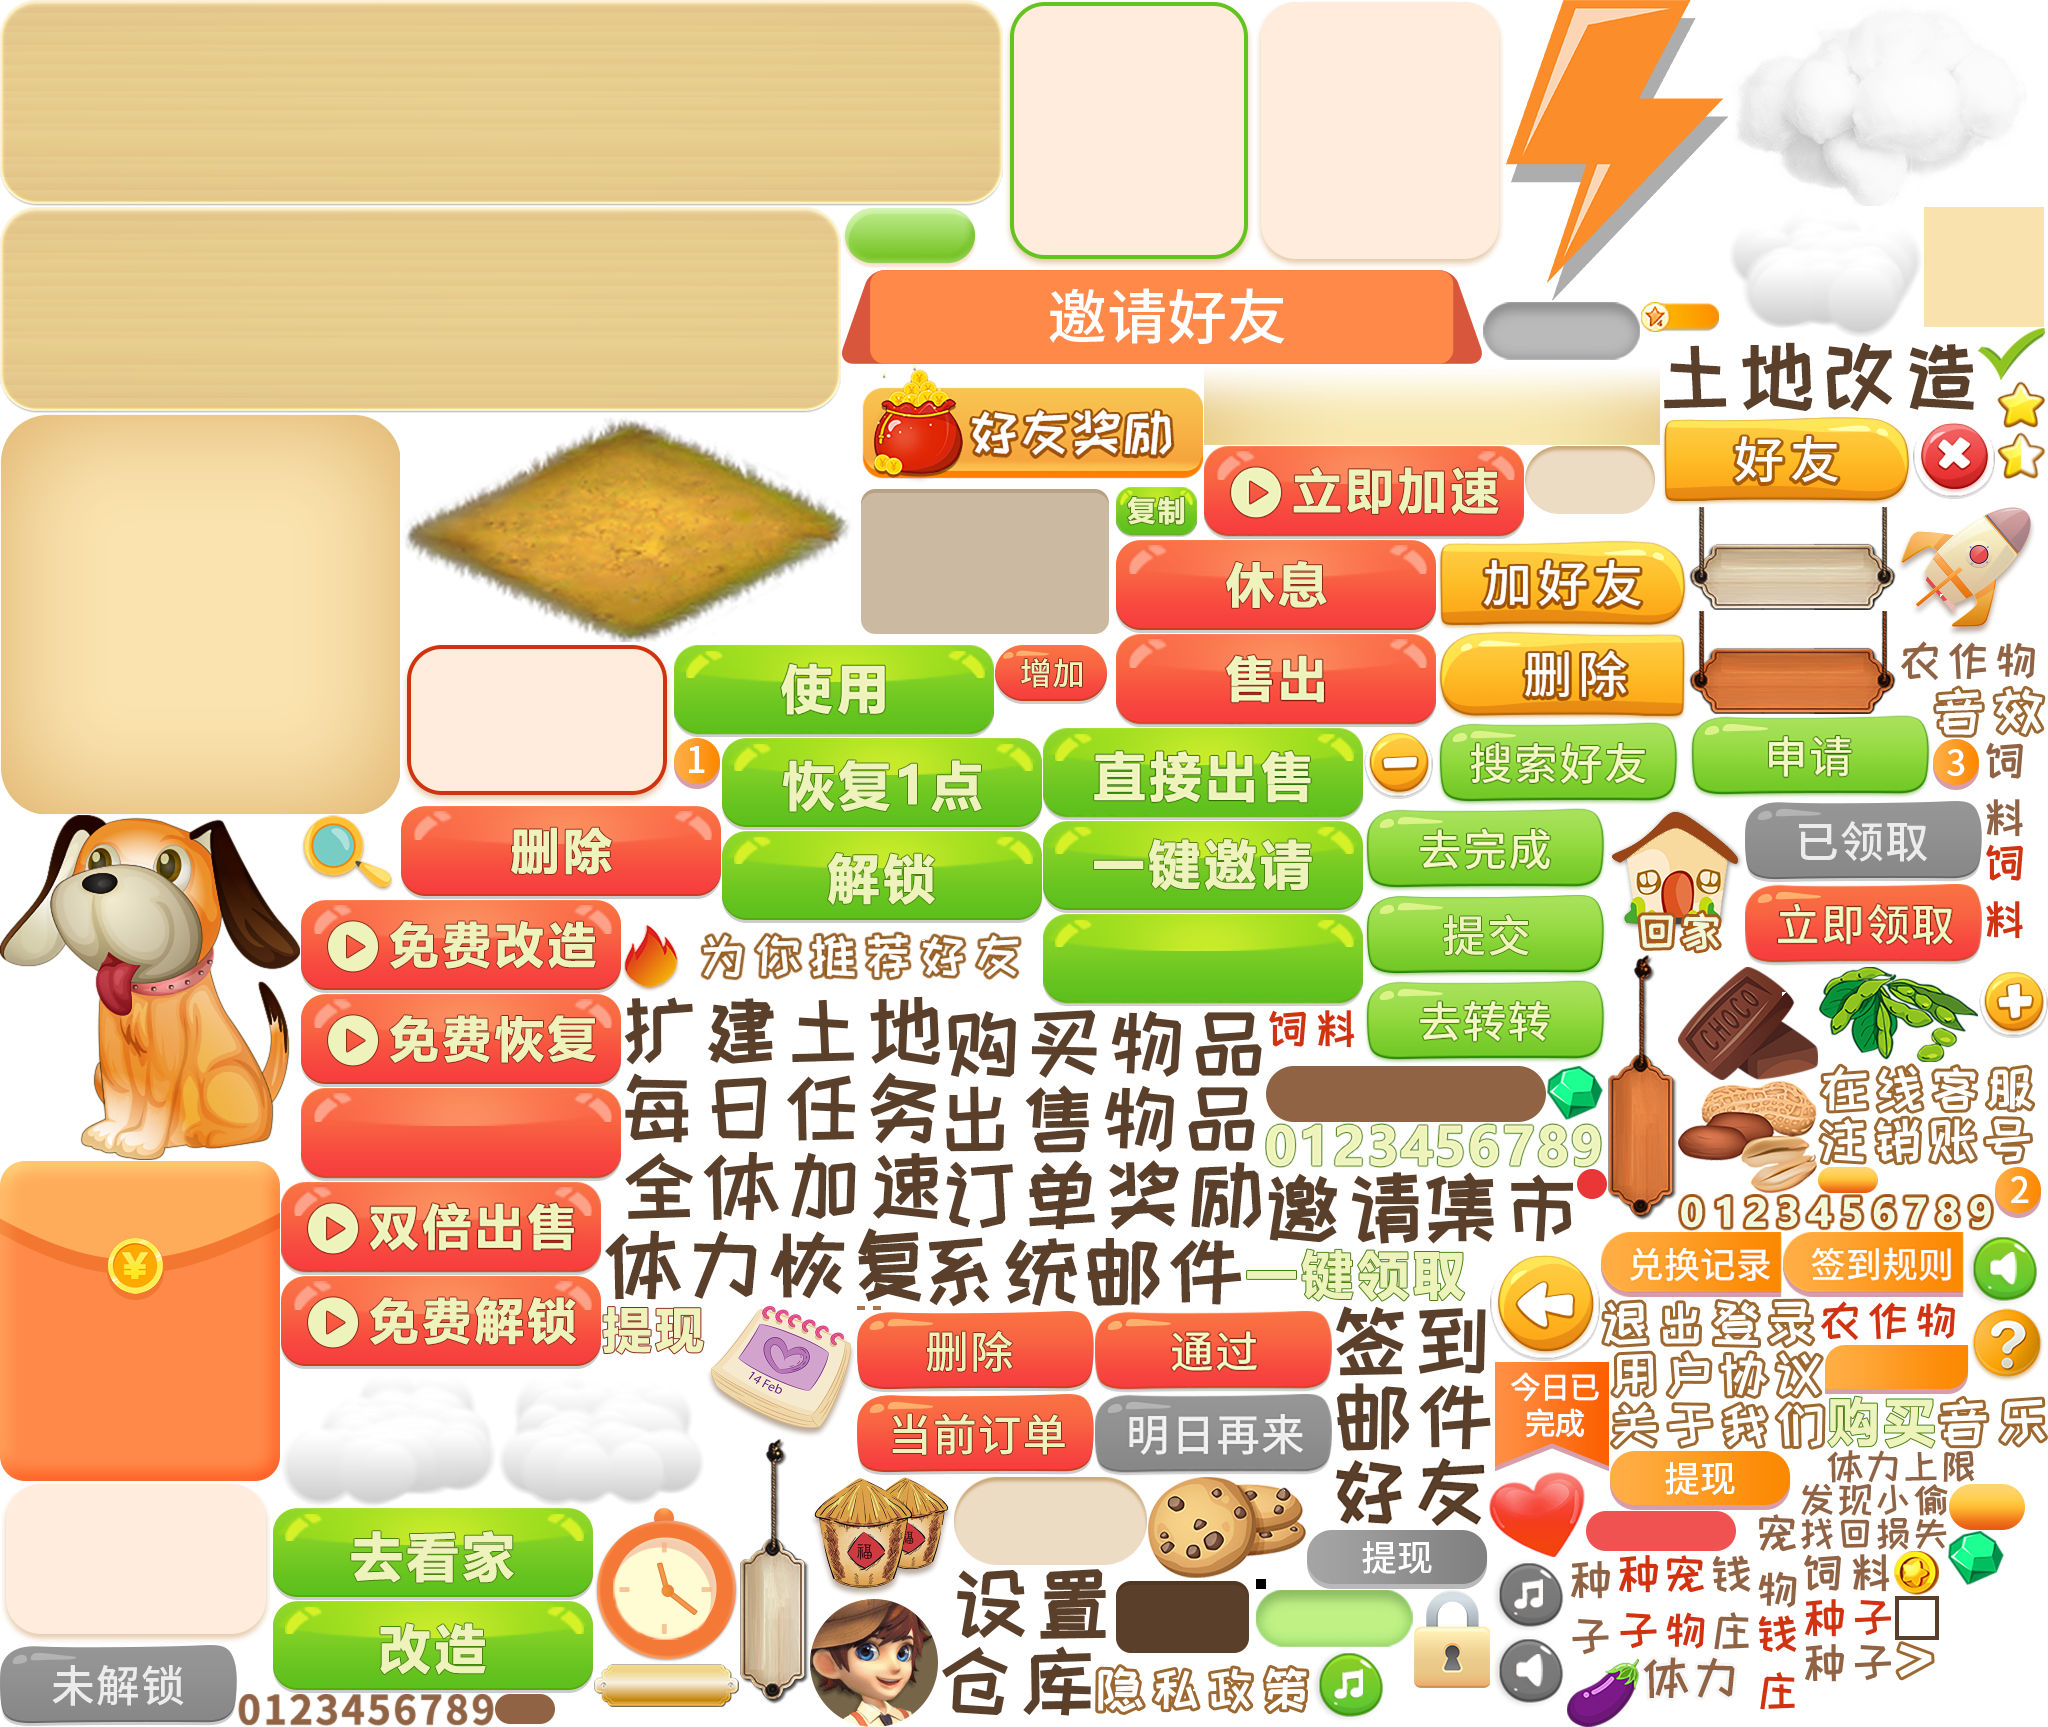 邀请好友
土地改造
好友奖励
好友
立即加速
复制
休息
加好友
售出
删除
使用
增加
农作物
音效
1
恢复1点
直接出售
搜索好友
申请
3
饲料
删除
解锁
一键邀请
去完成
已领取
饲料
免费改造
为你推荐好友
提交
回家
立即领取
免费恢复
扩建土地
购买物品
饲料
去转转
CHOCO
每日任务
出售物品
在线客服
注销账号
0123456789
全体加速
订单奖励
邀请集市
0123456789
2
双倍出售
体力恢复
系统邮件
一键领取
兑换记录
签到规则
¥
免费解锁
提现
14 Feb
删除
通过
签到
退出登录
农作物
?
今日已
完成
用户协议
当前订单
明日再来
邮件
关于我们
购买
音乐
好友
提现
体力上限
发现小偷
宠找回损失
去看家
福
福
提现
种子
种子
宠物
钱庄
物
饲料
钱庄
种子
种子
改造
设置
仓库
未解锁
0123456789
隐私政策
体力